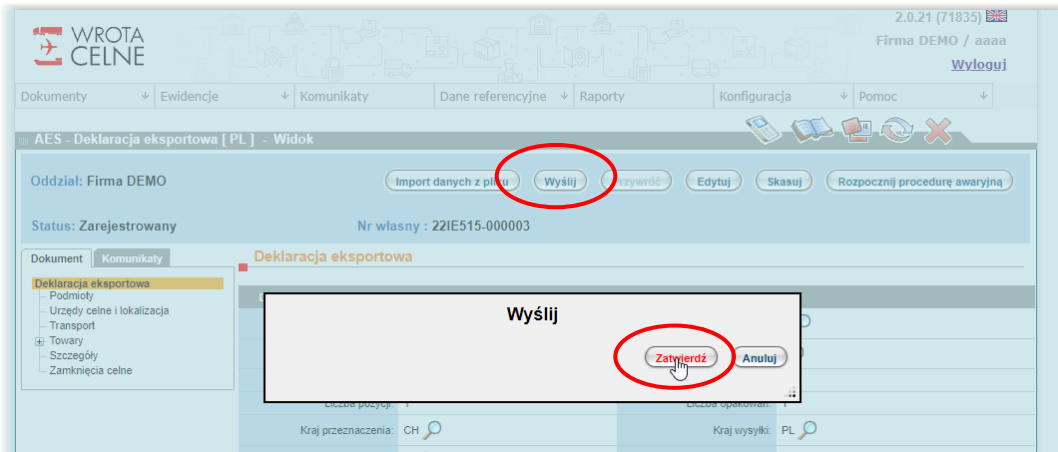 WROTA
CELNE
2.0.21 (71835)
Firma DEMO / aaaa
Wyloguj
Dokumenty Ewidencje Komunikaty Dane referencyjne Raporty Konfiguracja Pomoc
AES - Deklaracja eksportowa [ PL ] - Widok
Oddział: Firma DEMO
Import danych z pliku Wyślij Przywróć Edytuj Skasuj Rozpocznij procedurę awaryjną
Status: Zarejestrowany Nr własny : 22IE515-000003
Dokument Komunikaty
Deklaracja eksportowa
Deklaracja eksportowa
Podmioty
Urzędy celne i lokalizacja
Transport
Towary
Szczegóły
Zamknięcia celne
Wyślij
Zatwierdź Anuluj
Liczba pozycji: 1 Liczba opakowań: 1
Kraj przeznaczenia: CH Kraj wysyłki: PL